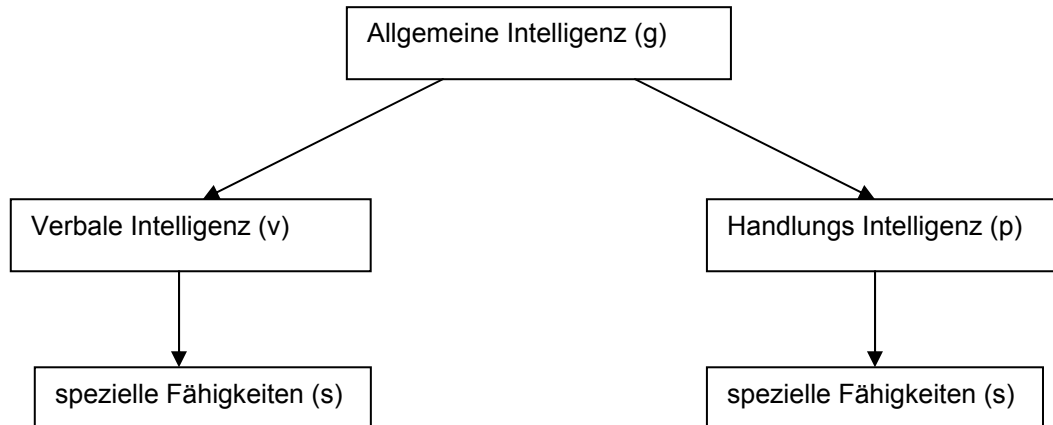 Allgemeine Intelligenz (g)
Verbale Intelligenz (v)
Handlungs Intelligenz (p)
spezielle Fähigkeiten (s)
spezielle Fähigkeiten (s)